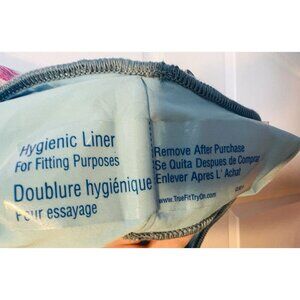 Hygienic Liner
For Fitting Purposes
Doublure hygiénique
Pour essayage
Remove After Purchase
Se Quita Despues de Comprar
Enlever Apres L' Achat
www.TrueFitTryOn.com